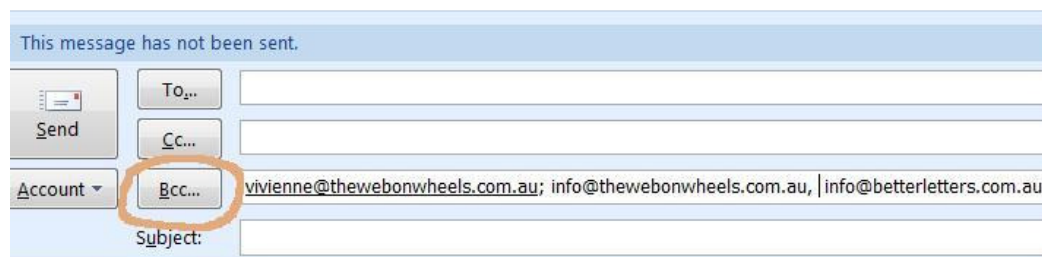 This message has not been sent.
To...
Send
Cc...
Account
Bcc... vivienne@thewebonwheels.com.au; info@thewebonwheels.com.au, info@betterletters.com.au
Subject: